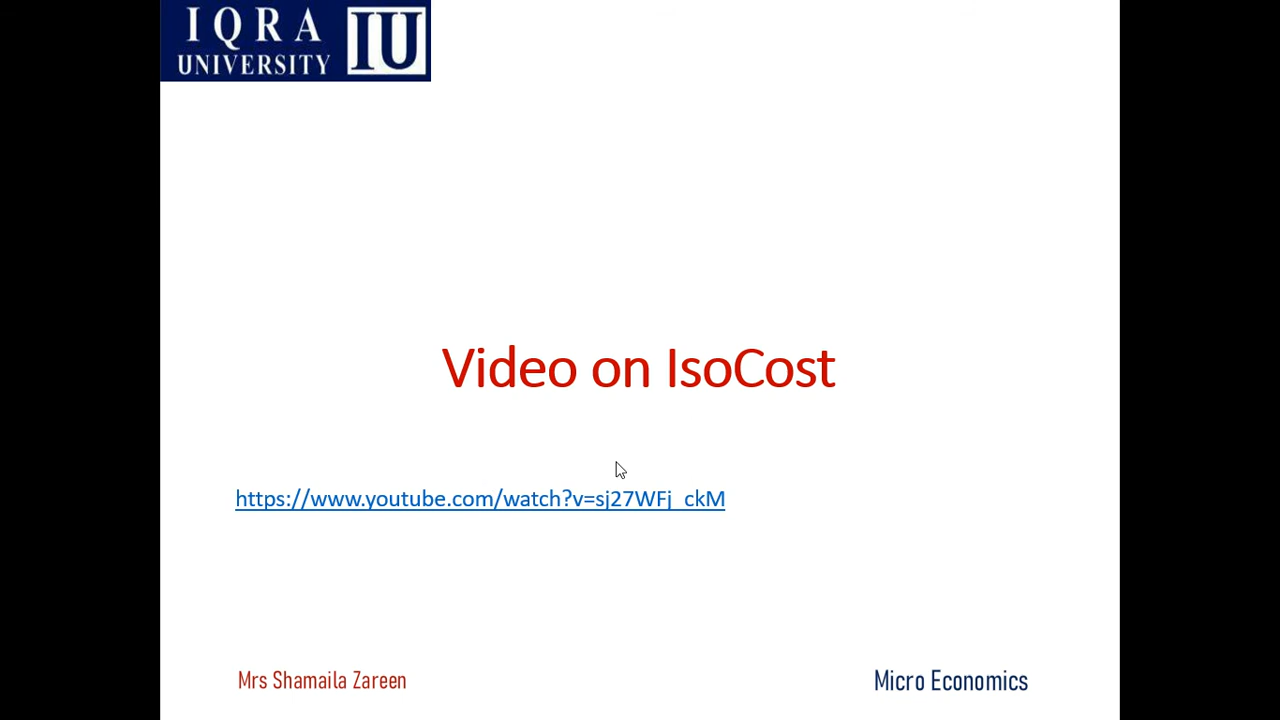 IQRA
UNIVERSITY
IU
Video on IsoCost
https://www.youtube.com/watch?v=sj27WFj_ckM
Mrs Shamaila Zareen
Micro Economics